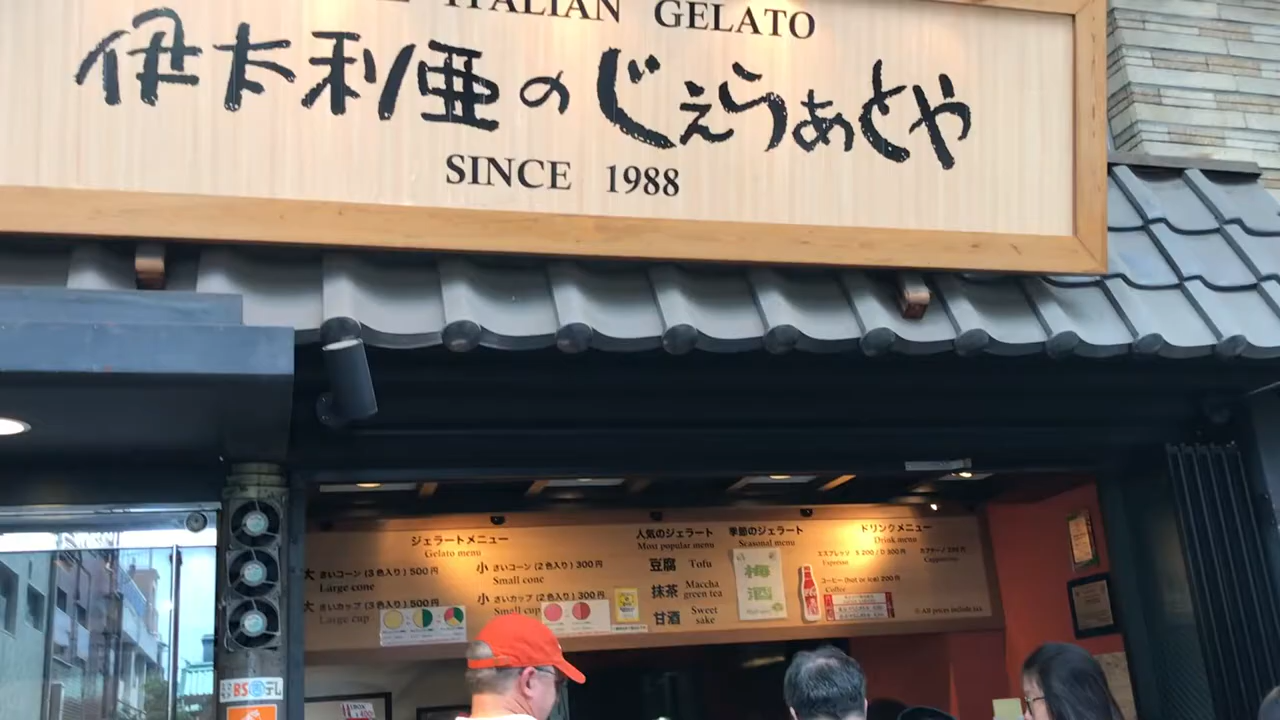 ITALIAN GELATO
伊太利亜のじぇらぁとや
SINCE 1988
ジェラートメニュー
Gelato menu
大 さいコーン (3色入り) 500円
Large cone
大 さいカップ (3色入り) 500円
Large cup
小 さいコーン (2色入り) 300円
Small cone
小 さいカップ (2色入り) 300円
Small cup
人気のジェラート
Most popular menu
豆腐 Tofu
抹茶 Maccha green tea
甘酒 Sweet sake
季節のジェラート
Seasonal menu
梅酒
ドリンクメニュー
Drink menu
エスプレッソ S 200 / D 300円
Espresso
コーヒー (hot or ice) 200円
Coffee
カプチーノ
Cappuccino
All prices include tax
BS テレ